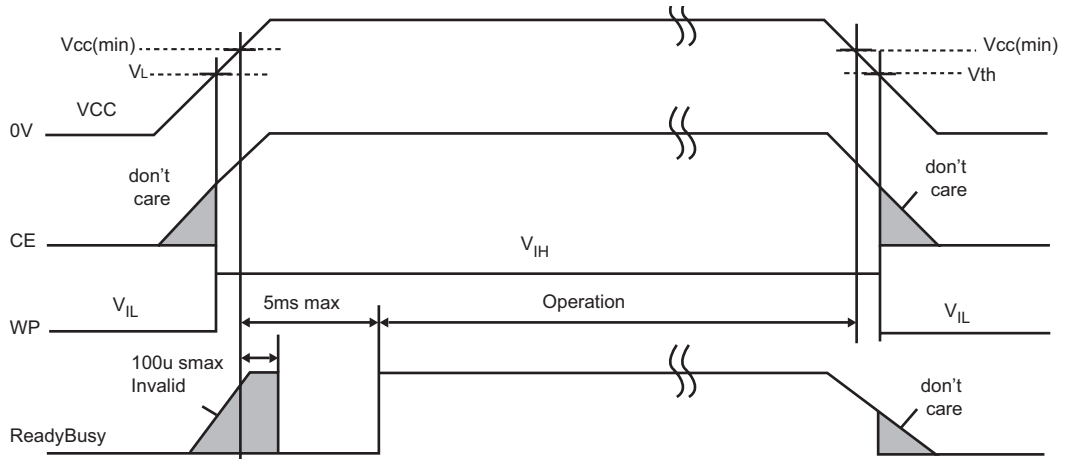 Vcc(min)
VL
VCC
0V
Vcc(min)
Vth
don't
care
CE
don't
care
VIH
VIL
WP
5ms max
Operation
VIL
100u smax
Invalid
ReadyBusy
don't
care